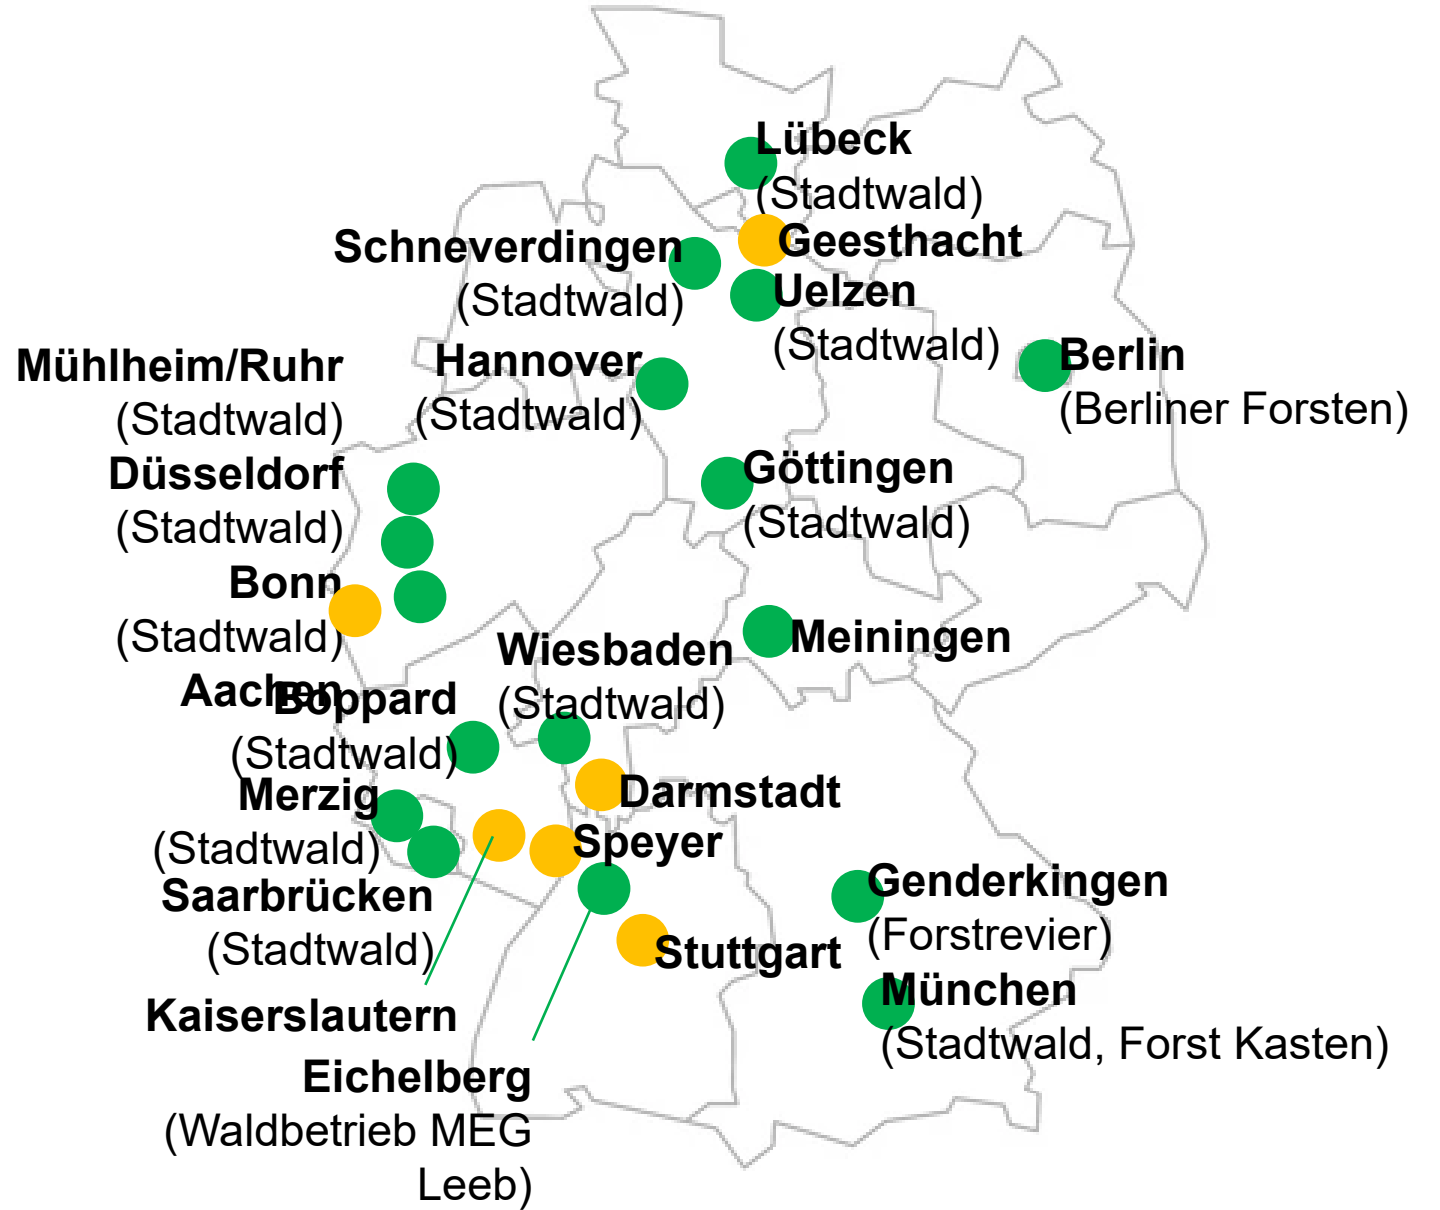 Lübeck
(Stadtwald)
Geesthacht
Schneverdingen
(Stadtwald)
Uelzen
(Stadtwald)
Berlin
(Berliner Forsten)
Hannover
(Stadtwald)
Mühlheim/Ruhr
(Stadtwald)
Düsseldorf
(Stadtwald)
Bonn
(Stadtwald)
Aachen
Göttingen
(Stadtwald)
Meiningen
Wiesbaden
(Stadtwald)
Boppard
(Stadtwald)
Darmstadt
Merzig
(Stadtwald)
Speyer
Saarbrücken
(Stadtwald)
Genderkingen
(Forstrevier)
Stuttgart
München
(Stadtwald, Forst Kasten)
Kaiserslautern
Eichelberg
(Waldbetrieb MEG
Leeb)